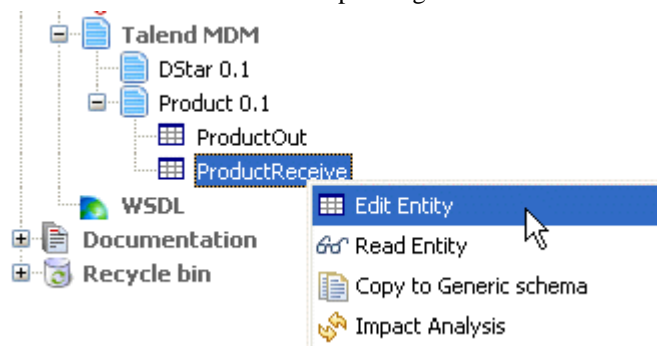 Talend MDM
DStar 0.1
Product 0.1
ProductOut
ProductReceive
WSDL
Edit Entity
Documentation
Read Entity
Recycle bin
Copy to Generic schema
Impact Analysis